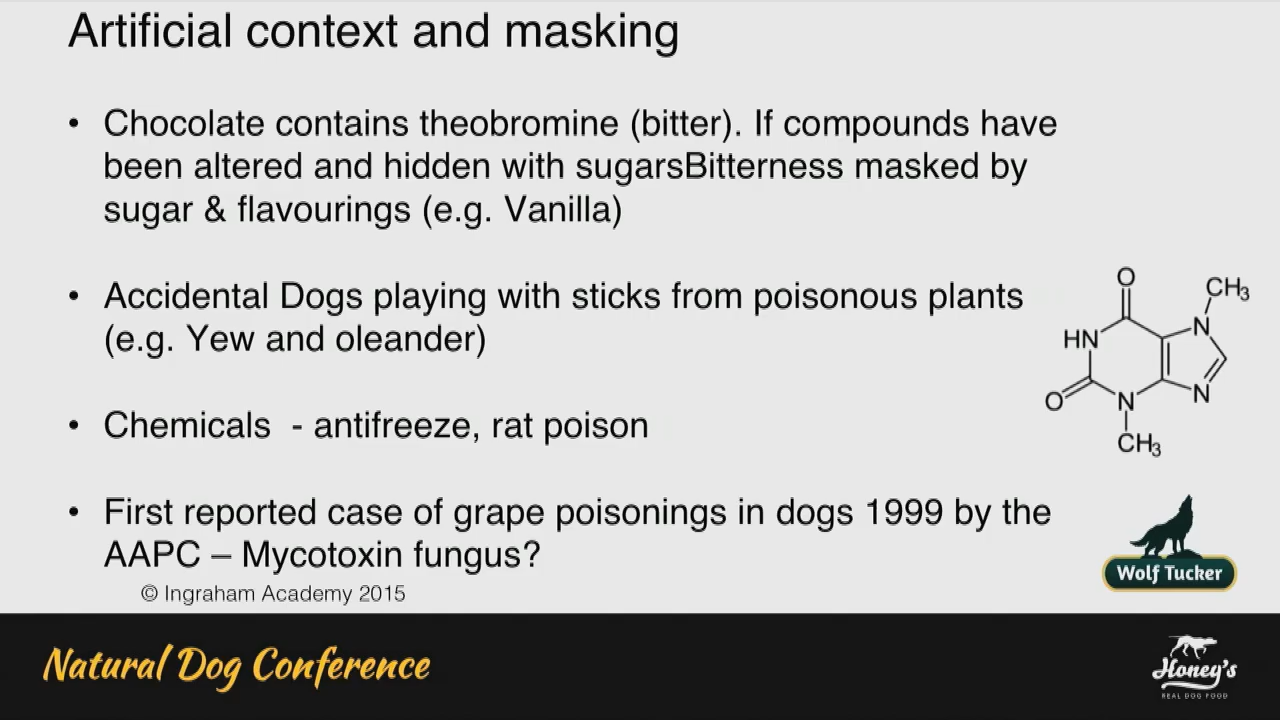 Artificial context and masking
• Chocolate contains theobromine (bitter). If compounds have
been altered and hidden with sugarsBitterness masked by
sugar & flavourings (e.g. Vanilla)
• Accidental Dogs playing with sticks from poisonous plants
(e.g. Yew and oleander)
• Chemicals  - antifreeze, rat poison
• First reported case of grape poisonings in dogs 1999 by the
AAPC – Mycotoxin fungus?
© Ingraham Academy 2015
O
CH3
HN
N
O
N
N
CH3
Wolf Tucker
Natural Dog Conference
Honey's
REAL DOG FOOD